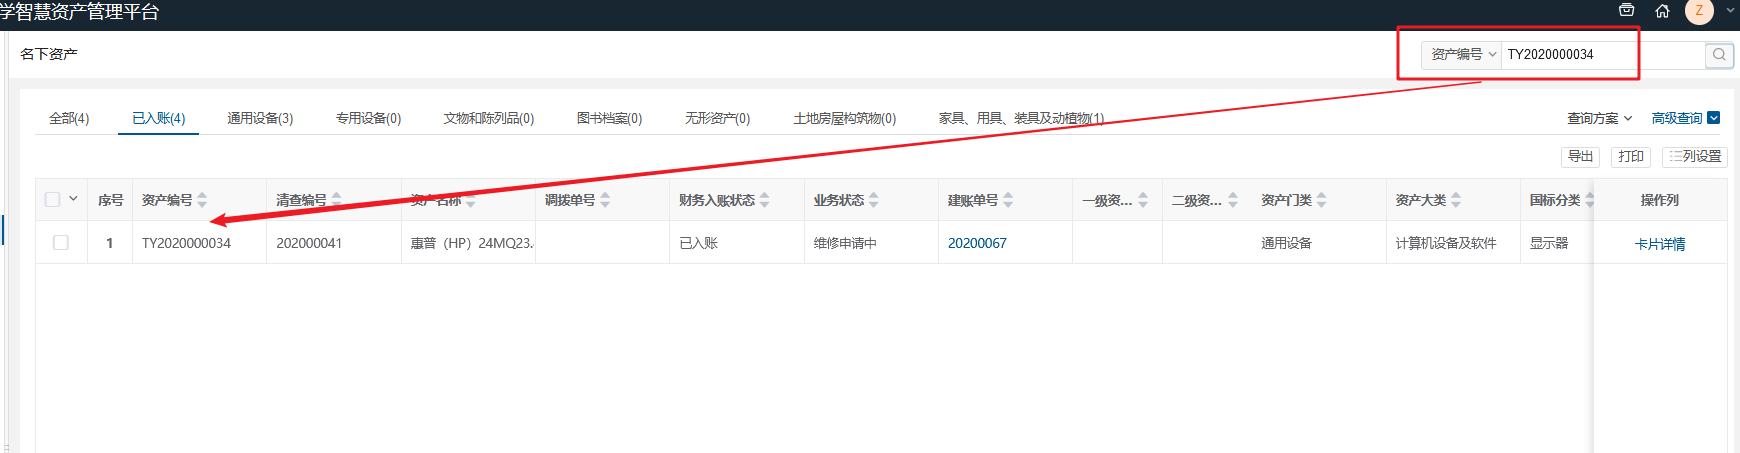 学智慧资产管理平台
Z
名下资产
资产编号 TY2020000034
全部(4) 已入账(4) 通用设备(3) 专用设备(0) 文物和陈列品(0) 图书档案(0) 无形资产(0) 土地房屋构筑物(0) 家具、用具、装具及动植物(1) 查询方案 高级查询
导出 打印 列设置
序号 资产编号 清查编号 资产名称 调拨单号 财务入账状态 业务状态 建账单号 一级资... 二级资... 资产门类 资产大类 国标分类 操作列
1 TY2020000034 202000041 惠普（HP）24MQ23. 已入账 维修申请中 20200067 通用设备 计算机设备及软件 显示器 卡片详情